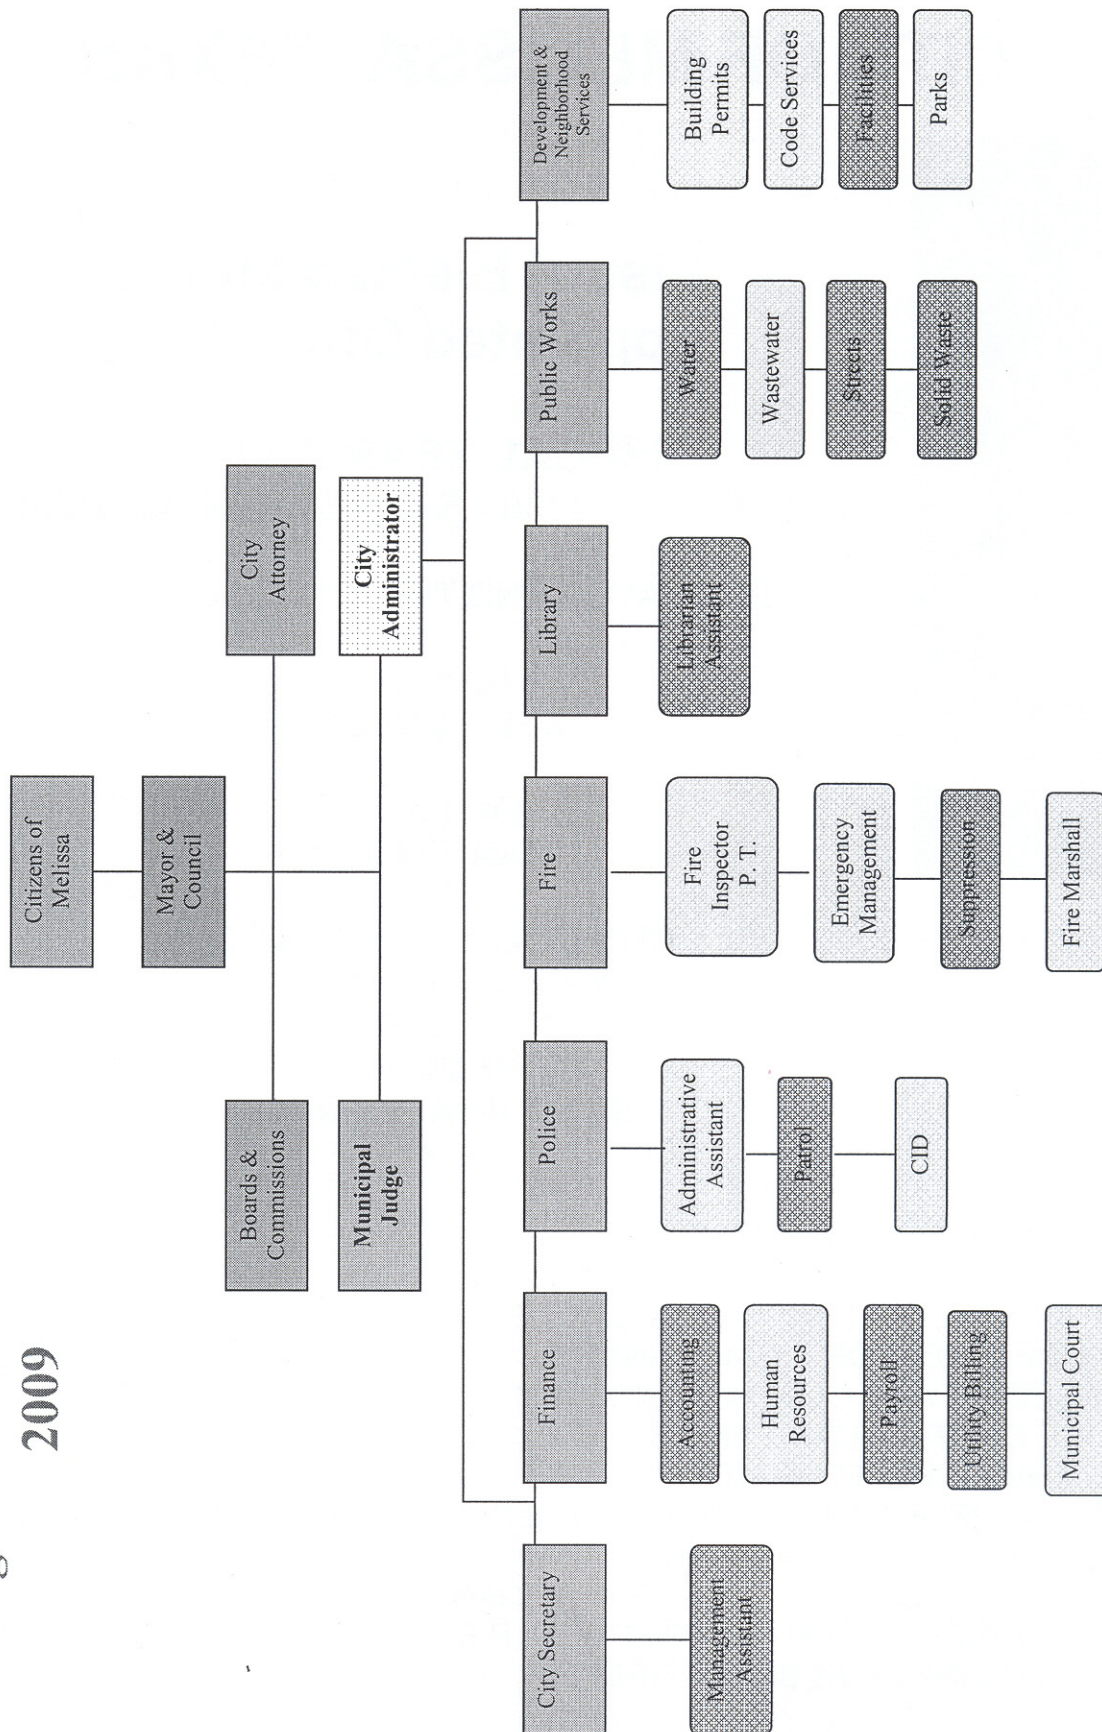 2009
Citizens of
Melissa
Mayor &
Council
Boards &
Commissions
City
Attorney
Municipal
Judge
City
Administrator
City Secretary
Finance
Police
Fire
Library
Public Works
Development &
Neighborhood
Services
Management
Assistant
Accounting
Human
Resources
Payroll
Utility Billing
Municipal Court
Administrative
Assistant
Patrol
CID
Fire
Inspector
P. T.
Emergency
Management
Suppression
Fire Marshall
Librarian
Assistant
Water
Wastewater
Streets
Solid Waste
Building
Permits
Code Services
Facilities
Parks